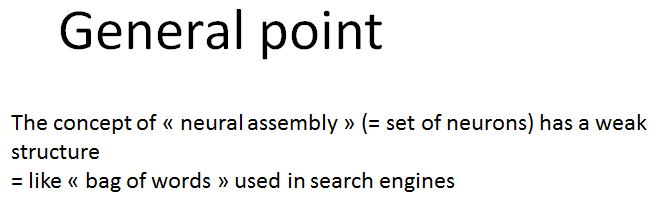 General point
The concept of « neural assembly » (= set of neurons) has a weak
structure
= like « bag of words » used in search engines